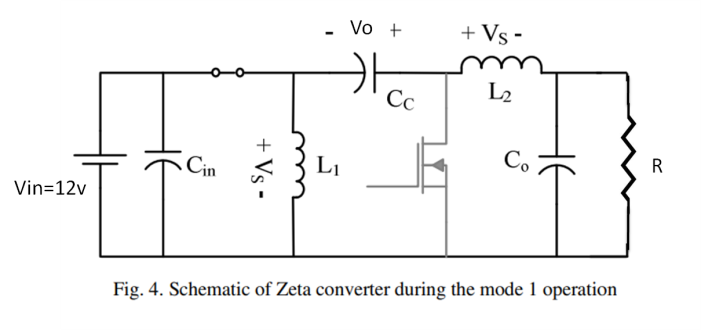 - Vo +
+ VS -
CC
L2
+ VS -
Cin
L1
Co
R
Vin=12v
Fig. 4. Schematic of Zeta converter during the mode 1 operation